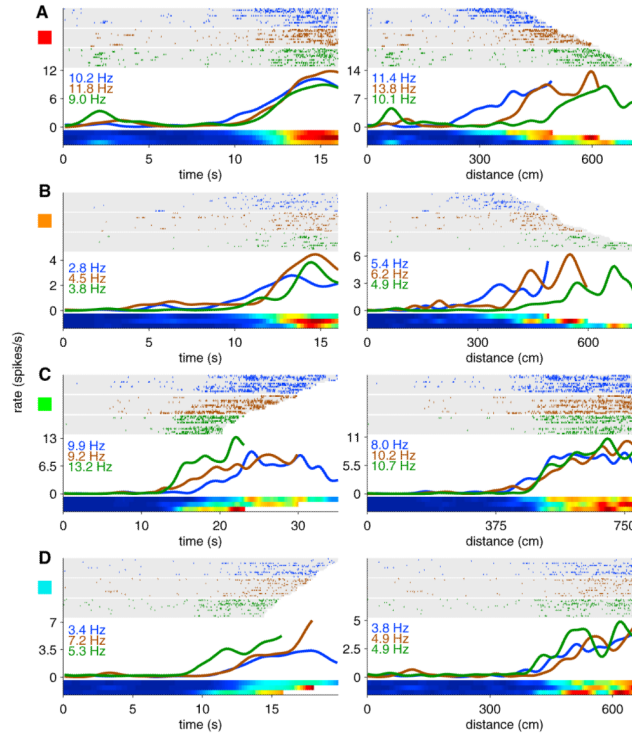 A
12
6
0
10.2 Hz
11.8 Hz
9.0 Hz
0 5 10 15
time (s)
14
7
0
11.4 Hz
13.8 Hz
10.1 Hz
0 300 600
distance (cm)
B
4
2
0
2.8 Hz
4.5 Hz
3.8 Hz
0 5 10 15
time (s)
6
3
0
5.4 Hz
6.2 Hz
4.9 Hz
0 300 600
distance (cm)
rate (spikes/s)
C
13
6.5
0
9.9 Hz
9.2 Hz
13.2 Hz
0 10 20 30
time (s)
11
5.5
0
8.0 Hz
10.2 Hz
10.7 Hz
0 375 750
distance (cm)
D
7
3.5
0
3.4 Hz
7.2 Hz
5.3 Hz
0 5 10 15
time (s)
5
2.5
0
3.8 Hz
4.9 Hz
4.9 Hz
0 300 600
distance (cm)